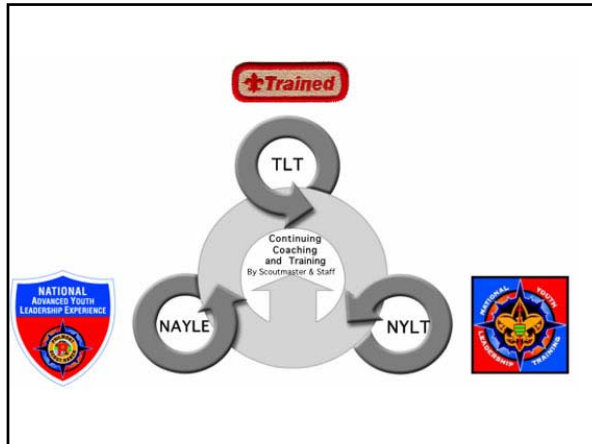 Trained
TLT
Continuing
Coaching
and Training
By Scoutmaster & Staff
NATIONAL
ADVANCED YOUTH
LEADERSHIP EXPERIENCE
NAYLE
NYLT
NATIONAL YOUTH
LEADERSHIP TRAINING